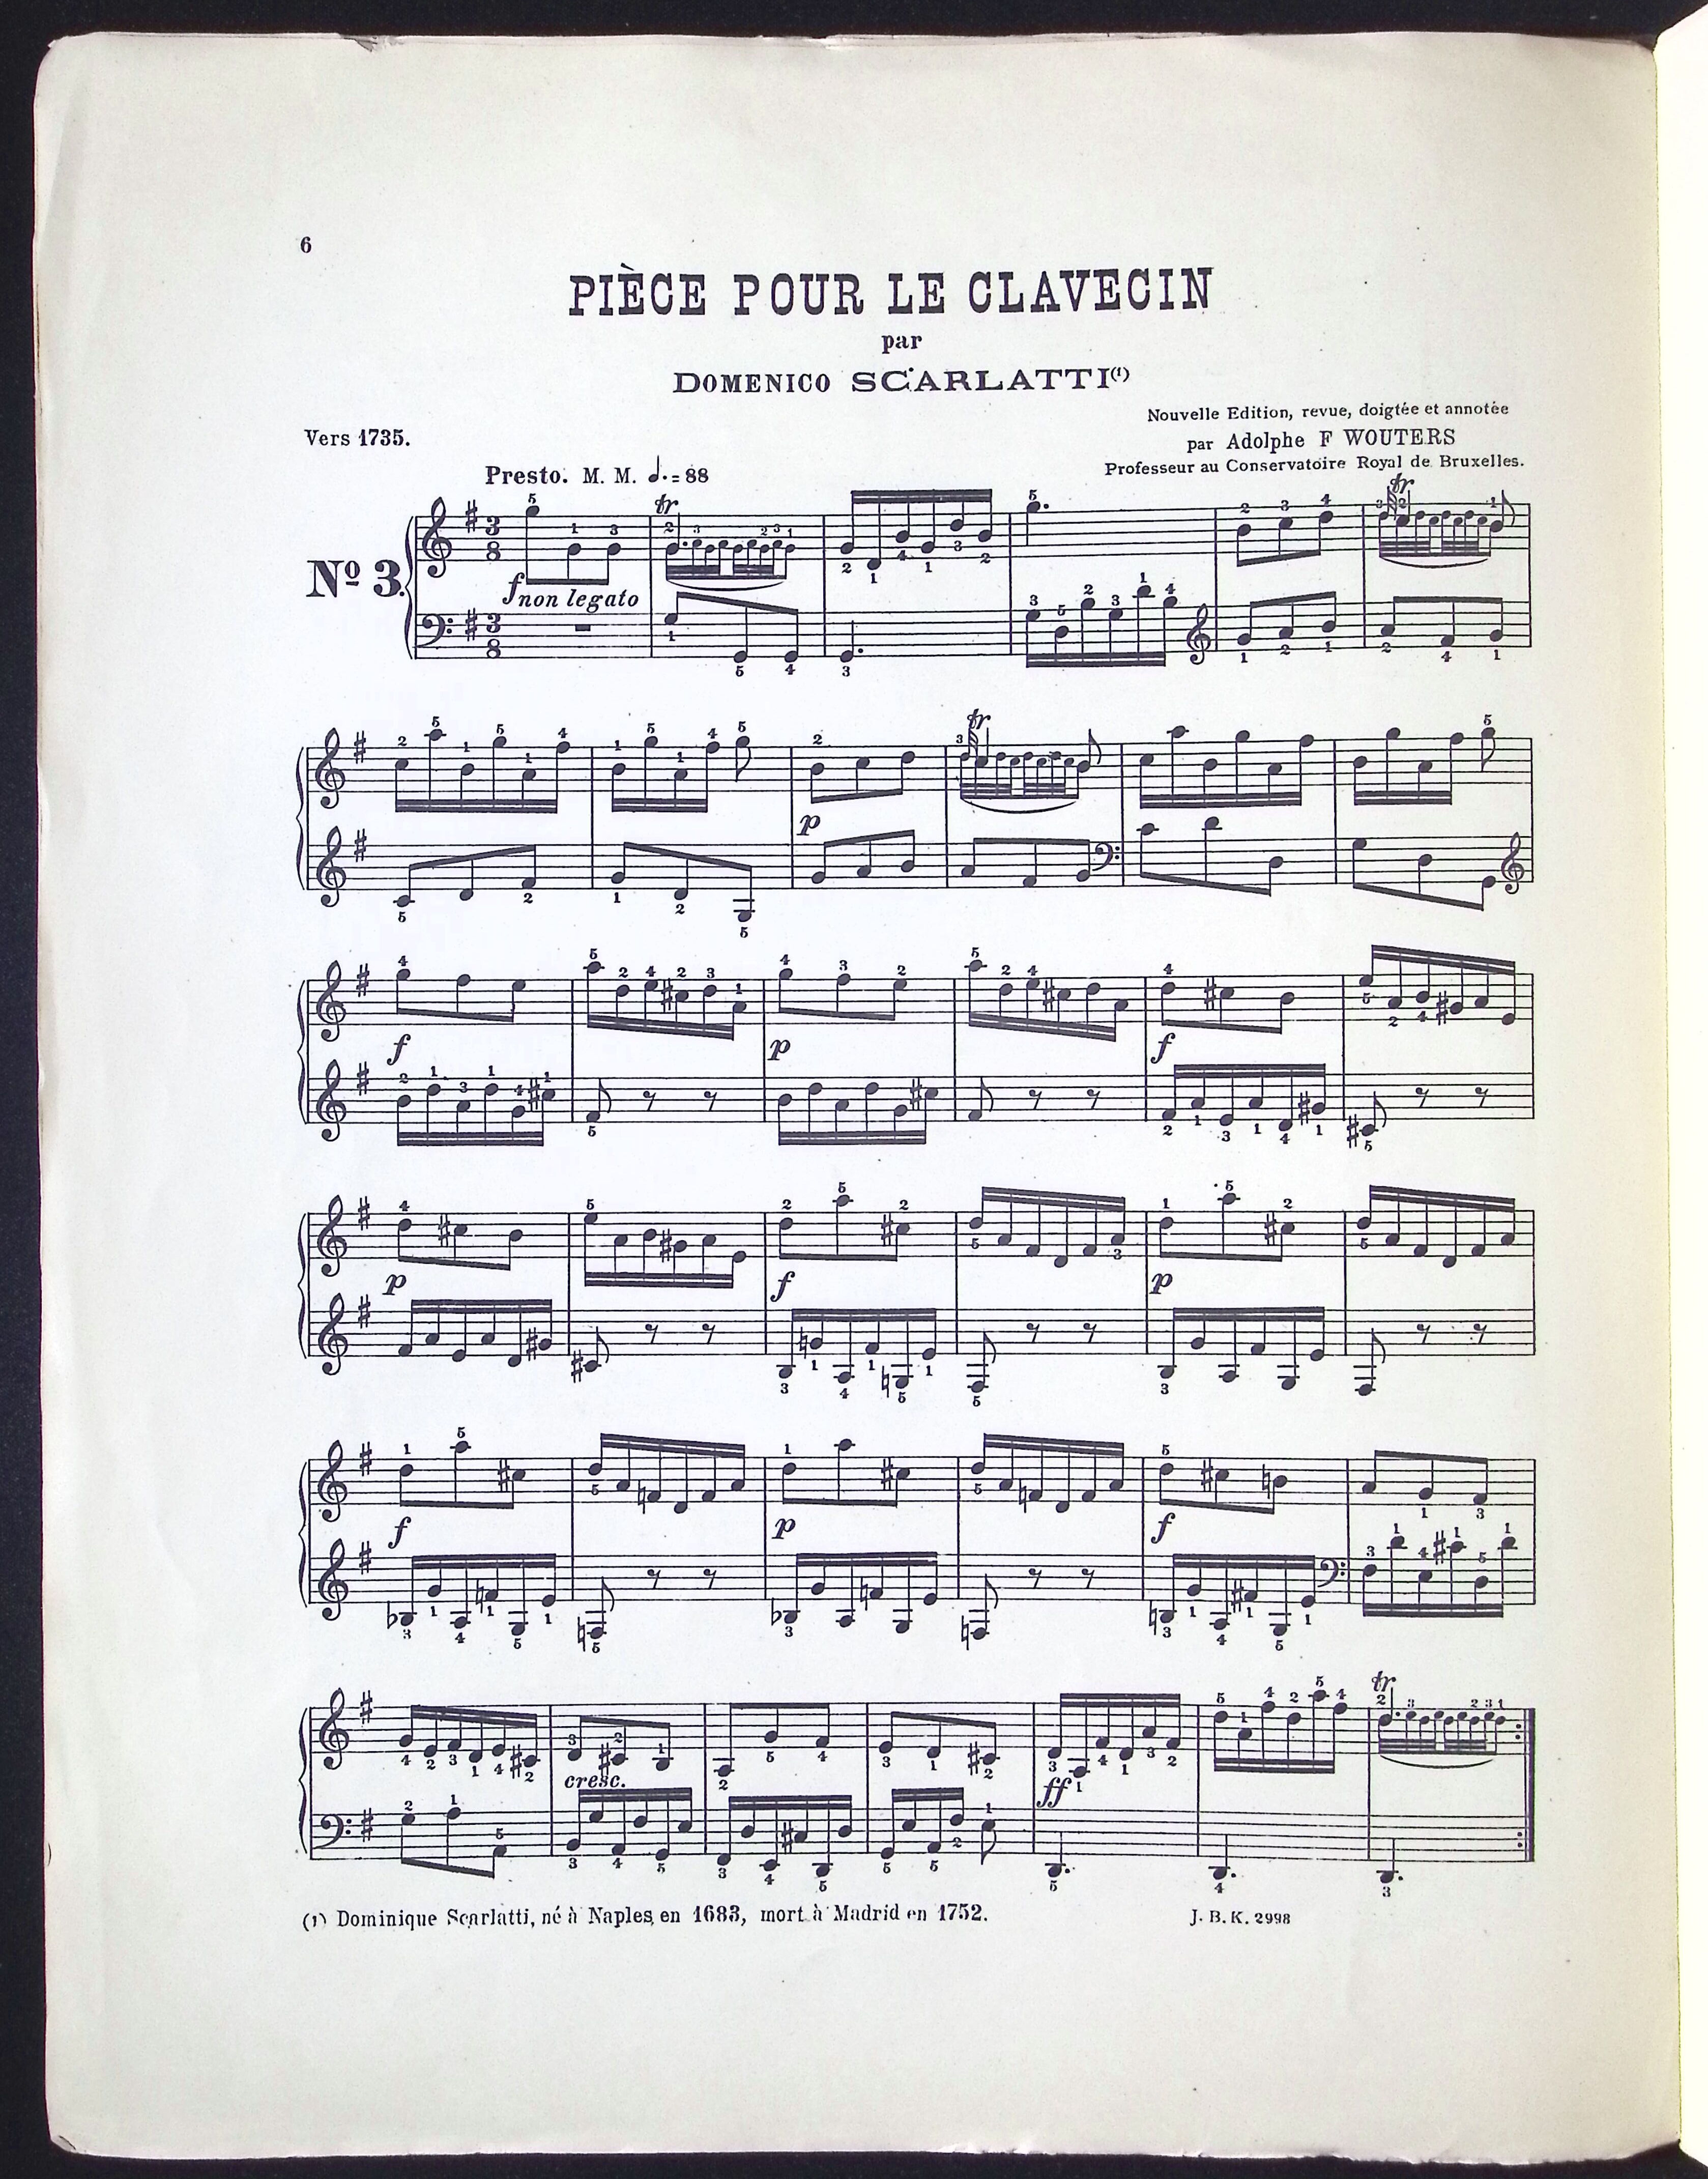 6
PIÈCE POUR LE CLAVECIN
par
DOMENICO SCARLATTI(1)
Nouvelle Edition, revue, doigtée et annotée
Vers 1735.
par Adolphe F WOUTERS
Professeur au Conservatoire Royal de Bruxelles.
Presto. M. M. 𝅗𝅥. = 88
Nº 3.
f non legato
p
f p f
p f p
f p f
cresc. ff
(1) Dominique Scarlatti, né à Naples, en 1683, mort à Madrid en 1752.
J. B. K. 2998